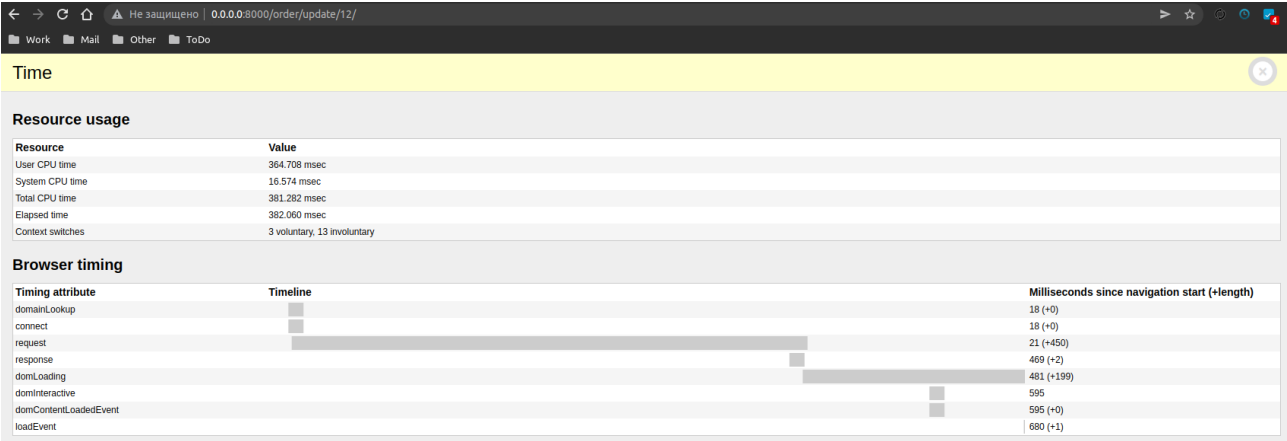 Не защищено | 0.0.0.0:8000/order/update/12/
4
Work Mail Other ToDo
Time
Resource usage
Resource Value
User CPU time 364.708 msec
System CPU time 16.574 msec
Total CPU time 381.282 msec
Elapsed time 382.060 msec
Context switches 3 voluntary, 13 involuntary
Browser timing
Timing attribute Timeline Milliseconds since navigation start (+length)
domainLookup 18 (+0)
connect 18 (+0)
request 21 (+450)
response 469 (+2)
domLoading 481 (+199)
domInteractive 595
domContentLoadedEvent 595 (+0)
loadEvent 680 (+1)